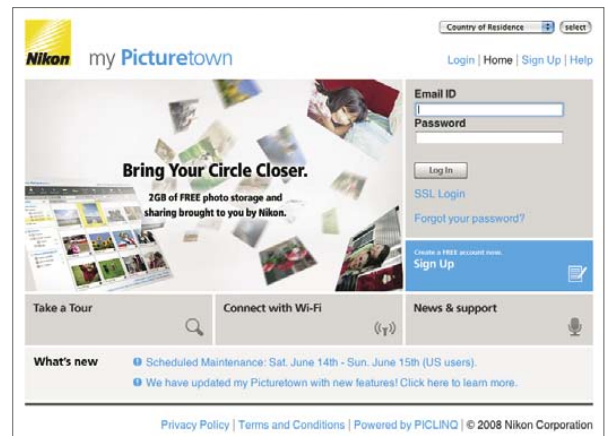 Country of Residence select
Nikon my Picturetown
Login | Home | Sign Up | Help
Email ID
Password
Bring Your Circle Closer.
2GB of FREE photo storage and
sharing brought to you by Nikon.
Log In
SSL Login
Forgot your password?
Create a FREE account now.
Sign Up
Take a Tour
Connect with Wi-Fi
News & support
What's new
Scheduled Maintenance: Sat. June 14th - Sun. June 15th (US users).
We have updated my Picturetown with new features! Click here to learn more.
Privacy Policy | Terms and Conditions | Powered by PICLINQ | © 2008 Nikon Corporation